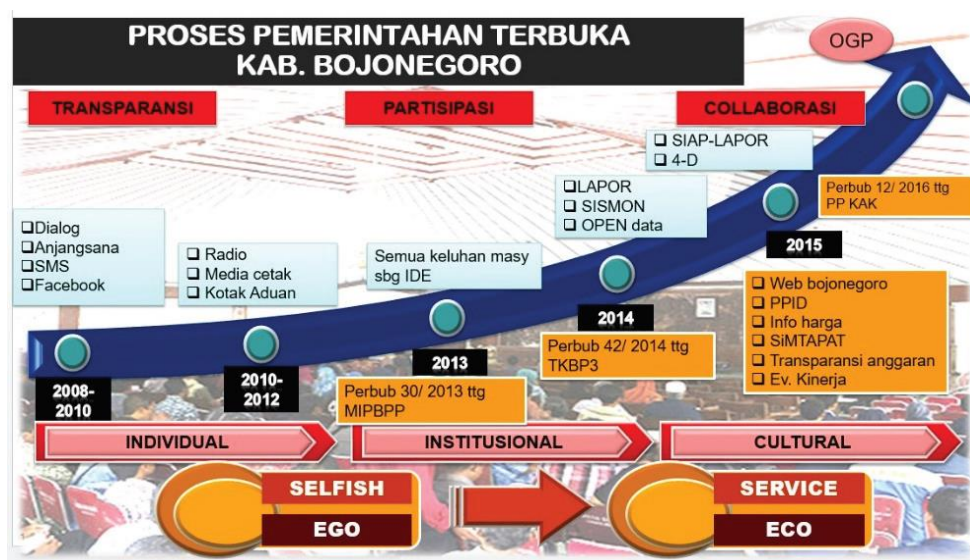 PROSES PEMERINTAHAN TERBUKA
KAB. BOJONEGORO
OGP
TRANSPARANSI
PARTISIPASI
COLLABORASI
Dialog
Anjangsana
SMS
Facebook
2008-
2010
Radio
Media cetak
Kotak Aduan
2010-
2012
Semua keluhan masy
sbg IDE
2013
Perbub 30/ 2013 ttg
MIPBPP
LAPOR
SISMON
OPEN data
2014
Perbub 42/ 2014 ttg
TKBP3
SIAP-LAPOR
4-D
2015
Web bojonegoro
PPID
Info harga
SiMTAPAT
Transparasi anggaran
Ev. Kinerja
Perbub 12/ 2016 ttg
PP KAK
INDIVIDUAL
INSTITUSIONAL
CULTURAL
SELFISH
EGO
SERVICE
ECO